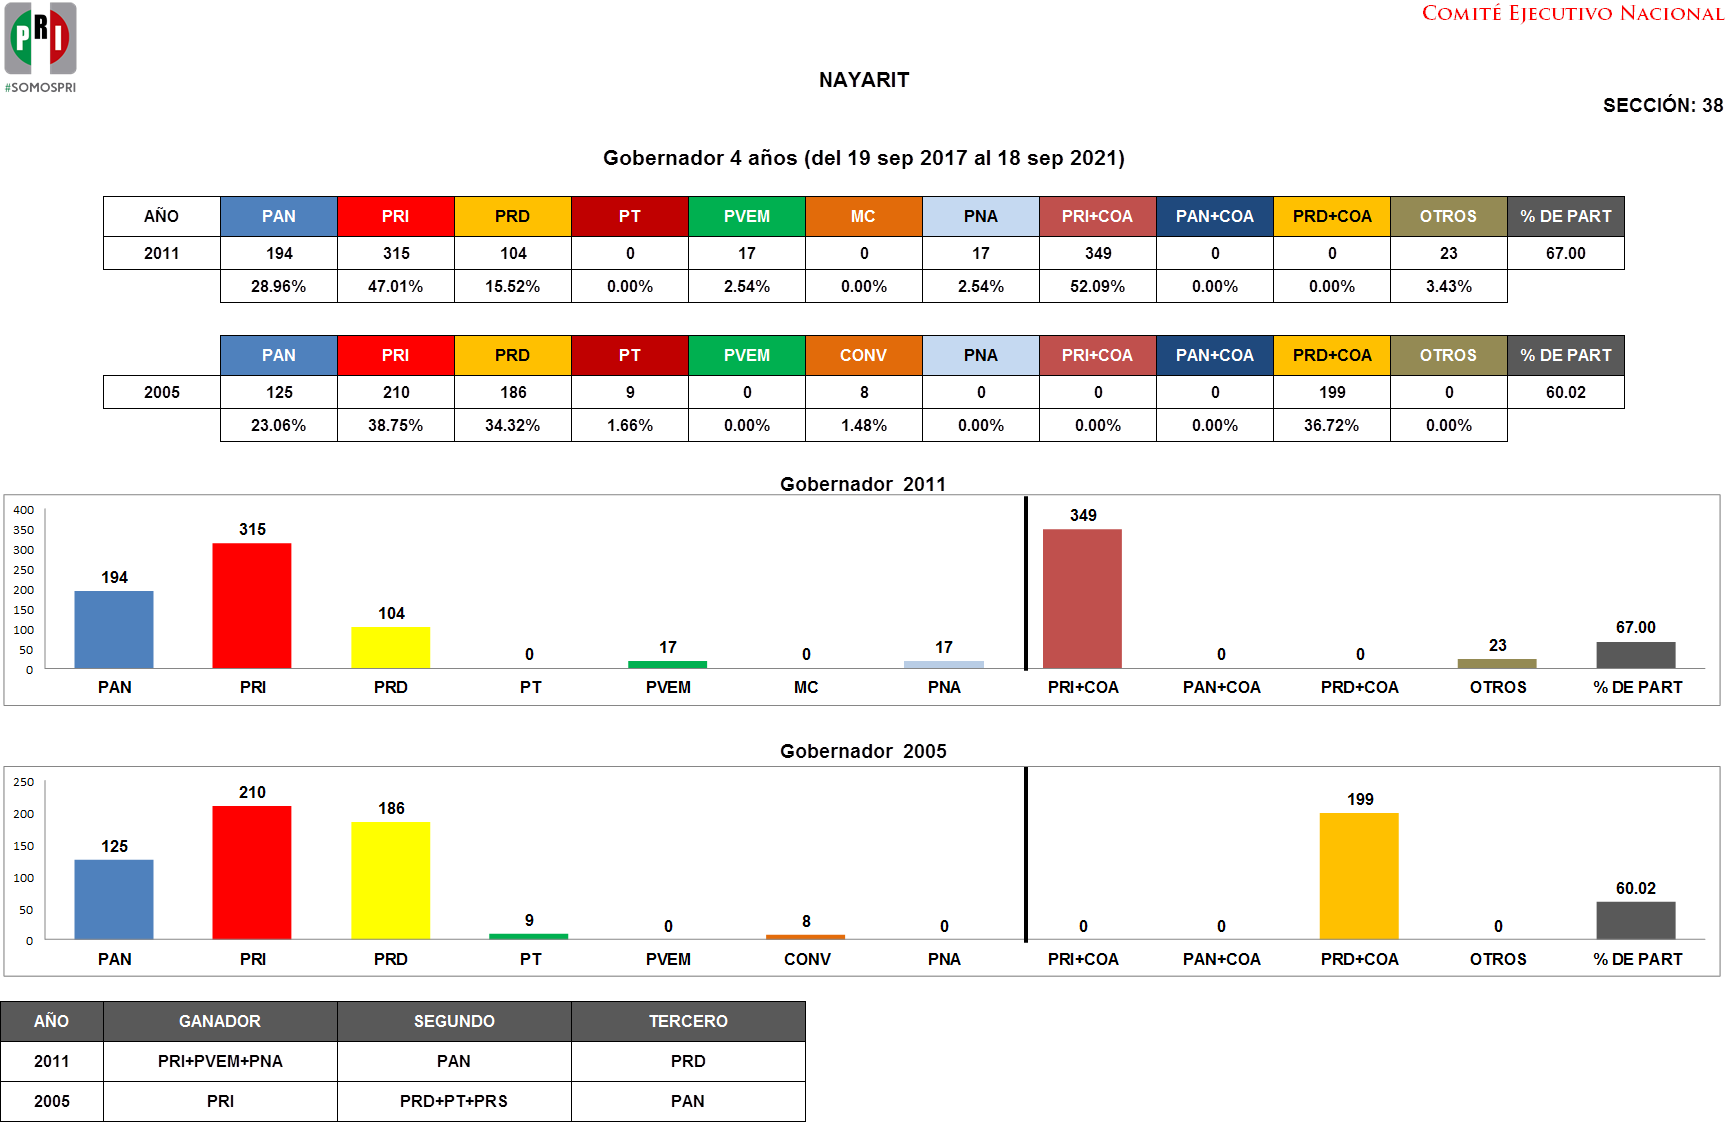 PRI
#SOMOSPRI
COMITÉ EJECUTIVO NACIONAL
NAYARIT
SECCIÓN: 38
Gobernador 4 años (del 19 sep 2017 al 18 sep 2021)
AÑO PAN PRI PRD PT PVEM MC PNA PRI+COA PAN+COA PRD+COA OTROS % DE PART
2011 194 315 104 0 17 0 17 349 0 0 23 67.00
28.96% 47.01% 15.52% 0.00% 2.54% 0.00% 2.54% 52.09% 0.00% 0.00% 3.43%
PAN PRI PRD PT PVEM CONV PNA PRI+COA PAN+COA PRD+COA OTROS % DE PART
2005 125 210 186 9 0 8 0 0 0 199 0 60.02
23.06% 38.75% 34.32% 1.66% 0.00% 1.48% 0.00% 0.00% 0.00% 36.72% 0.00%
Gobernador 2011
400
350
300
250
200
150
100
50
0
194 315 104 0 17 0 17 349 0 0 23 67.00
PAN PRI PRD PT PVEM MC PNA PRI+COA PAN+COA PRD+COA OTROS % DE PART
Gobernador 2005
250
200
150
100
50
0
125 210 186 9 0 8 0 0 0 199 0 60.02
PAN PRI PRD PT PVEM CONV PNA PRI+COA PAN+COA PRD+COA OTROS % DE PART
AÑO GANADOR SEGUNDO TERCERO
2011 PRI+PVEM+PNA PAN PRD
2005 PRI PRD+PT+PRS PAN